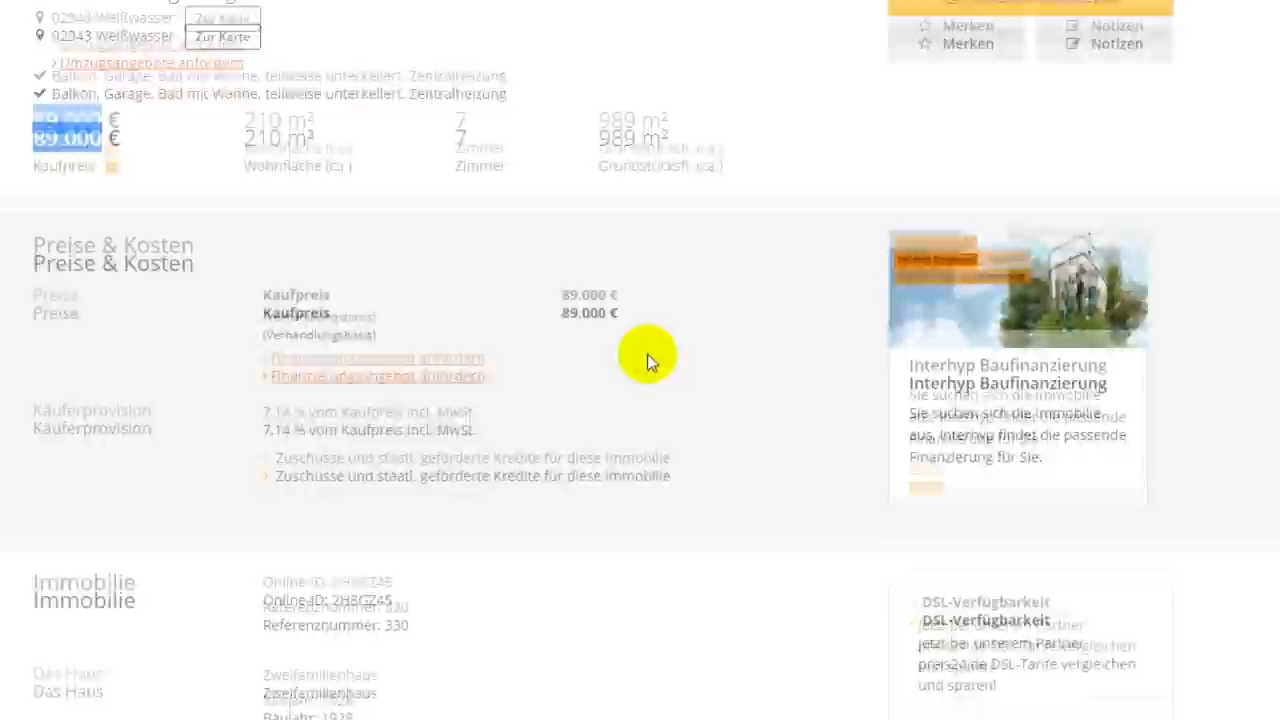 02943 Weißwasser Zur Karte
Umzugsangebote anfordern
Balkon, Garage, Bad mit Wanne, teilweise unterkellert, Zentralheizung
89.000 € 210 m² 7 989 m²
Kaufpreis Wohnfläche (ca.) Zimmer Grundstücksfl. (ca.)
Merken Notizen
Preise & Kosten
Preise Kaufpreis 89.000 €
(Verhandlungsbasis)
Finanzierungsangebot anfordern
Käuferprovision 7,14 % vom Kaufpreis incl. MwSt.
Zuschüsse und staatl. geförderte Kredite für diese Immobilie
Interhyp Baufinanzierung
Sie suchen sich die Immobilie
aus, Interhyp findet die passende
Finanzierung für Sie.
Immobilie Online-ID: 2H8GZ45
Referenznummer: 330
Das Haus Zweifamilienhaus
Baujahr: 1928
DSL-Verfügbarkeit
Jetzt bei unserem Partner
preis24.de DSL-Tarife vergleichen
und sparen!